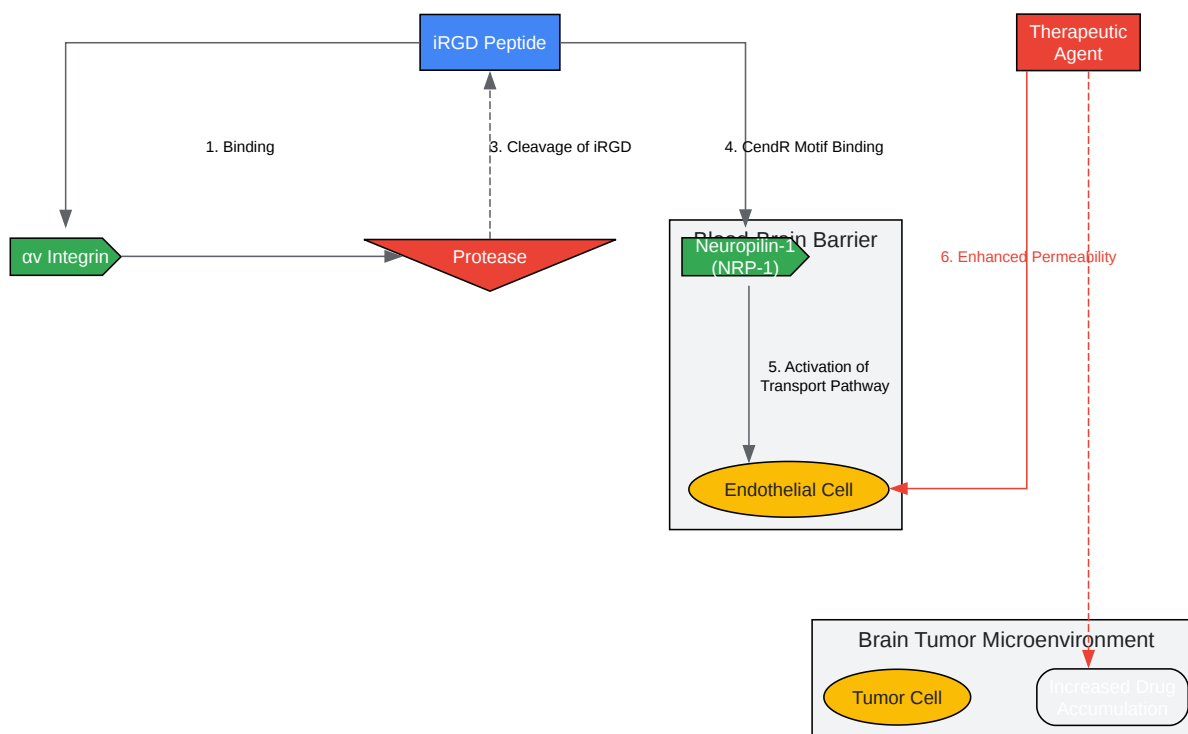 iRGD Peptide
Therapeutic
Agent
1. Binding
3. Cleavage of iRGD
4. CendR Motif Binding
Blood-Brain Barrier
αv Integrin
Protease
Neuropilin-1
(NRP-1)
6. Enhanced Permeability
5. Activation of
Transport Pathway
Endothelial Cell
Brain Tumor Microenvironment
Tumor Cell
Increased Drug
Accumulation